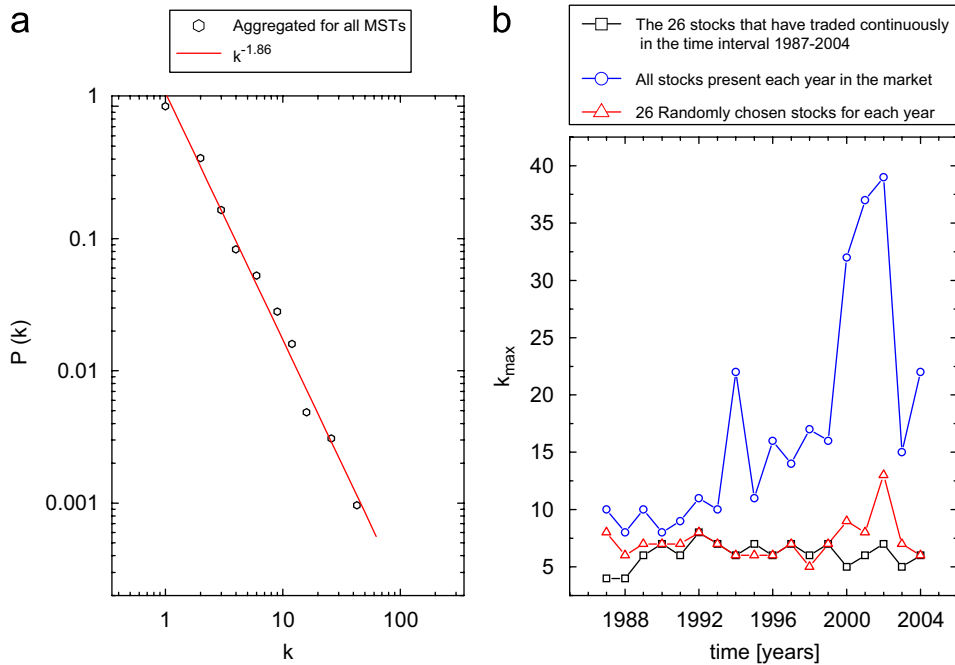 a
Aggregated for all MSTs
k^-1.86
1
0.1
0.01
0.001
P (k)
1
10
100
k
b
The 26 stocks that have traded continuously
in the time interval 1987-2004
All stocks present each year in the market
26 Randomly chosen stocks for each year
40
35
30
25
20
15
10
5
k_max
1988
1992
1996
2000
2004
time [years]